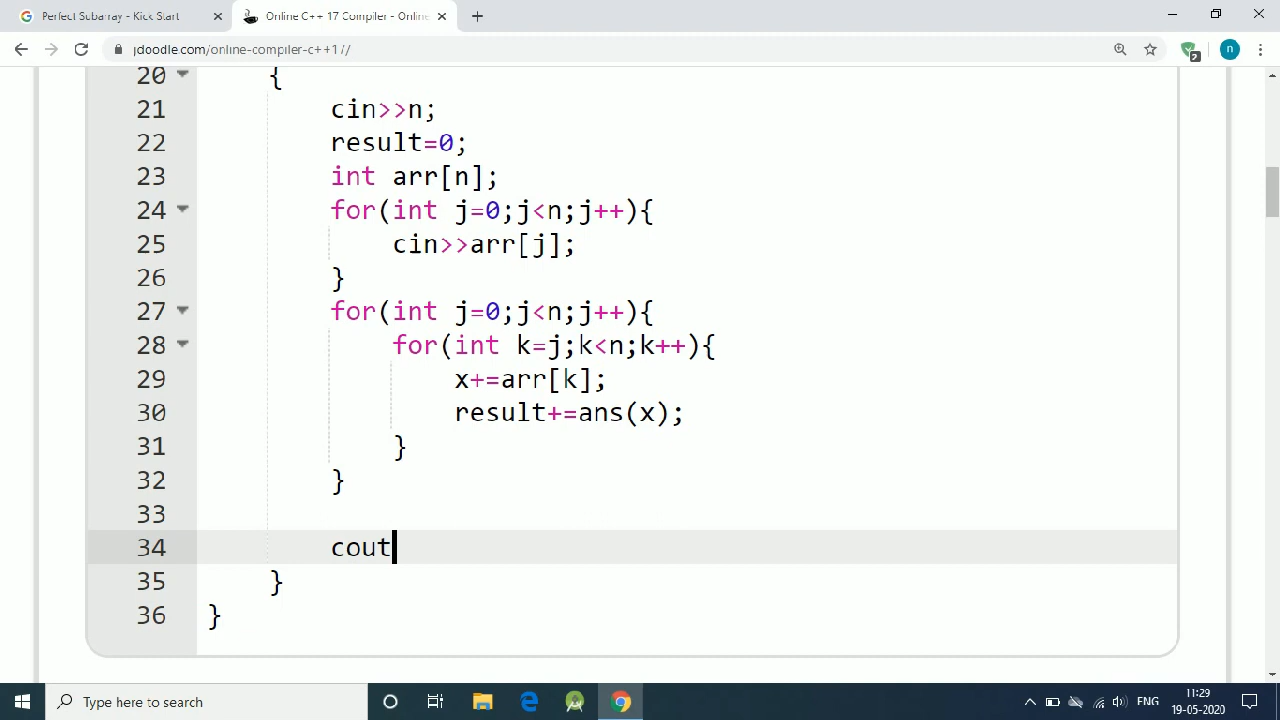 Perfect Subarray - Kick Start
Online C++ 17 Compiler - Online
jdoodle.com/online-compiler-c++17/
n
2
20 {
21 cin>>n;
22 result=0;
23 int arr[n];
24 for(int j=0;j<n;j++){
25 cin>>arr[j];
26 }
27 for(int j=0;j<n;j++){
28 for(int k=j;k<n;k++){
29 x+=arr[k];
30 result+=ans(x);
31 }
32 }
33
34 cout
35 }
36 }
Type here to search
ENG
11:29
19-05-2020